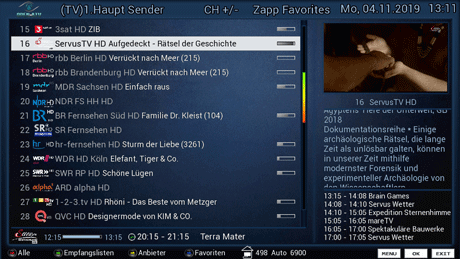 (TV)1 Haupt Sender CH +/- Zapp Favorites Mo, 04.11.2019 13:11
15 3sat HD ZIB
16 ServusTV HD Aufgedeckt - Rätsel der Geschichte
17 rbb Berlin HD Verrückt nach Meer (215)
18 rbb Brandenburg HD Verrückt nach Meer (215)
19 MDR Sachsen HD Einfach raus
20 NDR FS HH HD
21 BR Fernsehen Süd HD Familie Dr. Kleist (104)
22 SR Fernsehen HD
23 hr-fernsehen HD Sturm der Liebe (3261)
24 WDR HD Köln Elefant, Tiger & Co.
25 SWR RP HD Schöne Lügen
26 ARD alpha HD
27 1-2-3.tv HD Rhöni - Das Beste vom Metzger
28 QVC HD Designermode von KIM & CO.
16 ServusTV HD
Ägyptens Tiere der Unterwelt, GB
2018
Dokumentationsreihe • Einige
archäologische Rätsel, die lange
Zeit als unlösbar galten, können
in unserer Zeit mithilfe
modernster Forensik und
experimenteller Archäologie von
den Wissenschaftlern
13:15 - 14:08 Brain Games
14:08 - 14:10 Servus Wetter
14:10 - 15:05 Expedition Sternenhimme
15:05 - 16:00 mareTV
16:00 - 17:00 Spektakuläre Bauwerke
17:00 - 17:05 Servus Wetter
12:15 13:15 20:15 - 21:15 Terra Mater
Alle Empfangslisten Anbieter Favoriten 498 Auto 6900 MENU OK EXIT